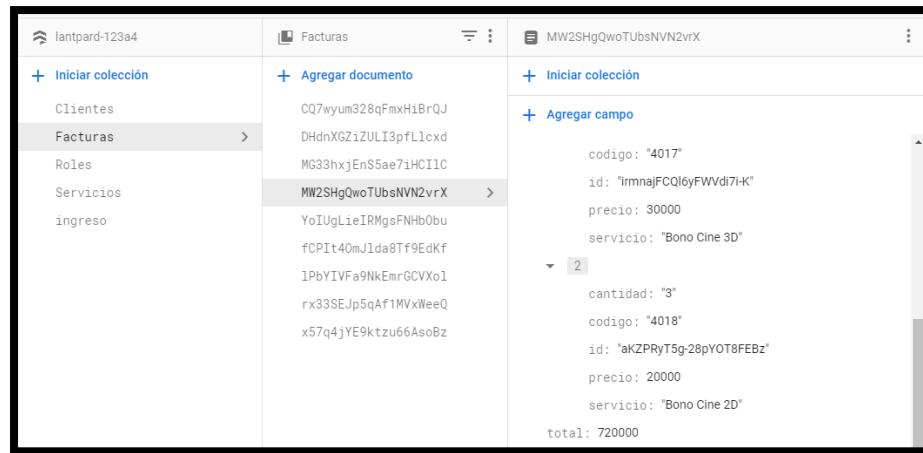 lantpard-123a4
Iniciar colección
Clientes
Facturas
Roles
Servicios
ingreso
Facturas
Agregar documento
CQ7wyum328qFmxHiBrQJ
DHdnXGZiZULI3pfLlcxd
MG33hxjEnS5ae7iHCIlC
MW2SHgQwoTUbsNVN2vrX
YoIUgLieIRMgsFNHbObu
fCPIt4OmJlda8Tf9EdKf
lPbYIVFa9NkEmrGCVXol
rx33SEJp5qAf1MVxWeeQ
x57q4jYE9ktzu66AsoBz
MW2SHgQwoTUbsNVN2vrX
Iniciar colección
Agregar campo
codigo: "4017"
id: "irmnajFCQl6yFWVdi7i-K"
precio: 30000
servicio: "Bono Cine 3D"
2
cantidad: "3"
codigo: "4018"
id: "aKZPRyT5g-28pYOT8FEBz"
precio: 20000
servicio: "Bono Cine 2D"
total: 720000